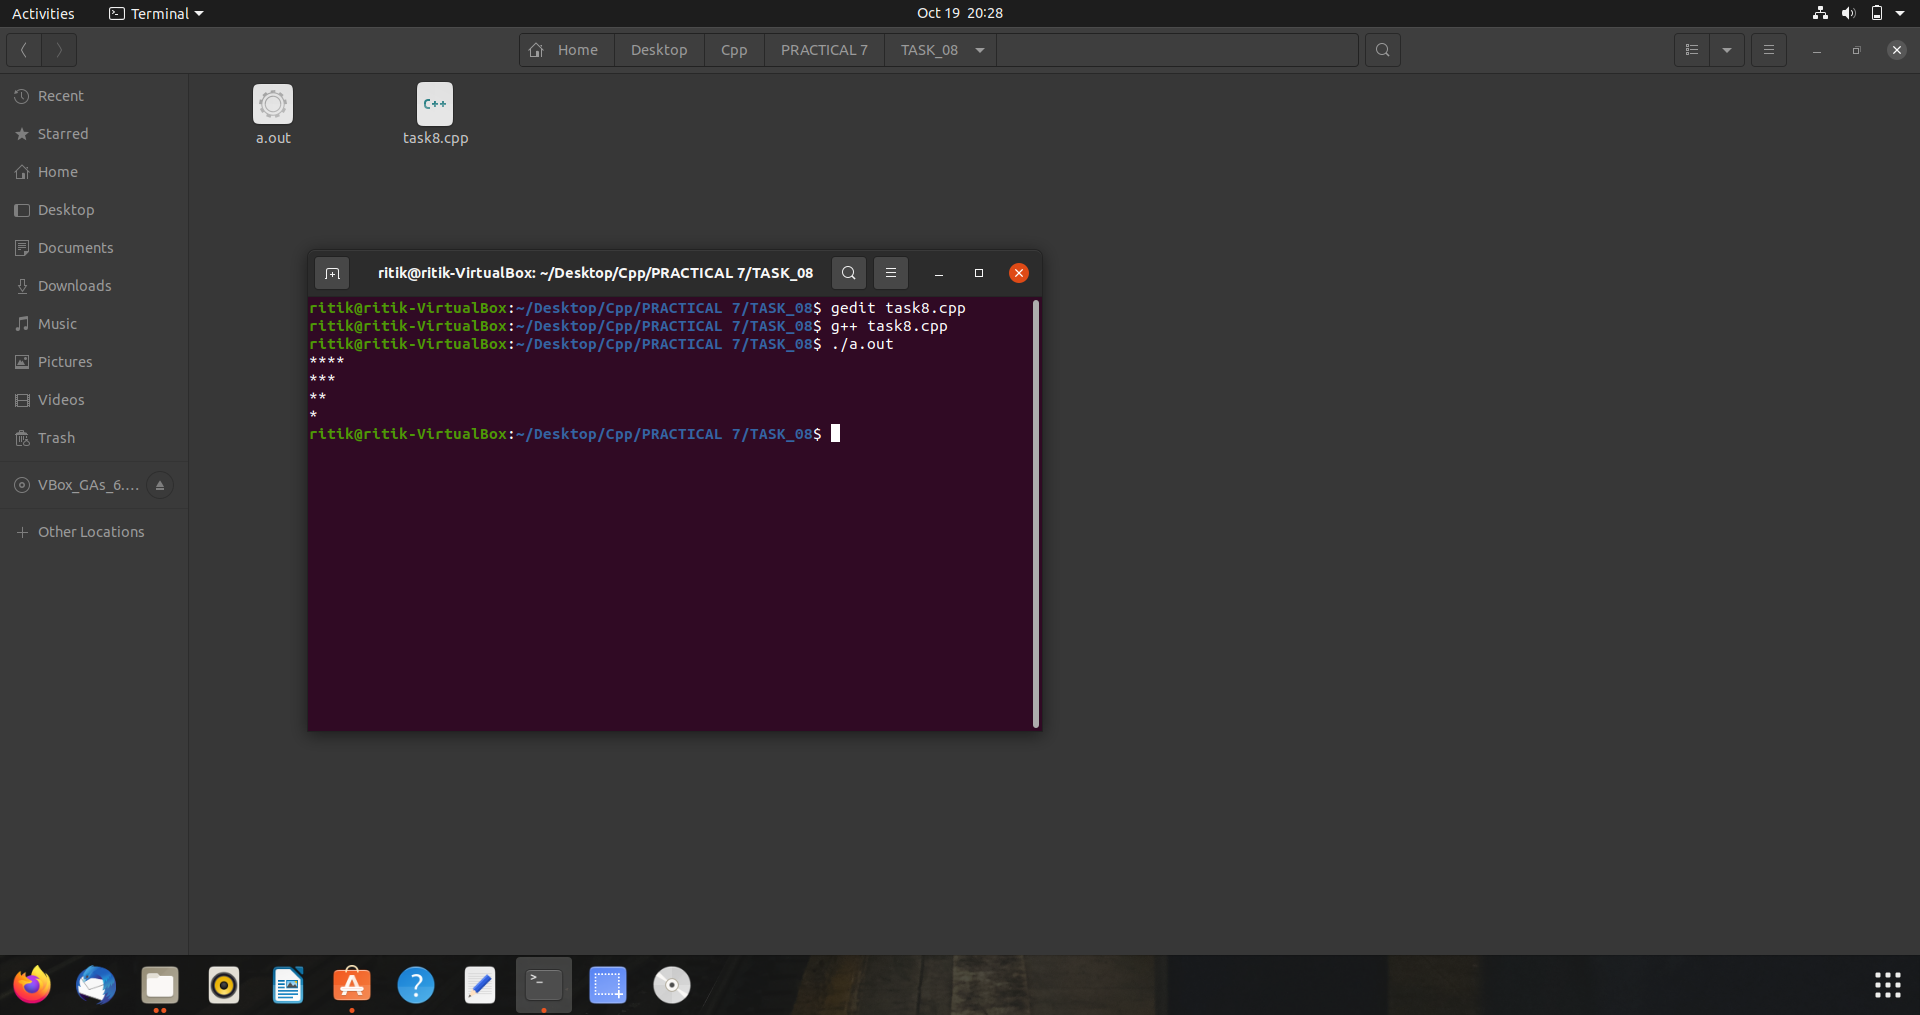 Activities
Terminal
Oct 19 20:28
Home
Desktop
Cpp
PRACTICAL 7
TASK_08
Recent
Starred
Home
Desktop
Documents
Downloads
Music
Pictures
Videos
Trash
VBox_GAs_6....
Other Locations
a.out
C++
task8.cpp
ritik@ritik-VirtualBox: ~/Desktop/Cpp/PRACTICAL 7/TASK_08
ritik@ritik-VirtualBox:~/Desktop/Cpp/PRACTICAL 7/TASK_08$ gedit task8.cpp
ritik@ritik-VirtualBox:~/Desktop/Cpp/PRACTICAL 7/TASK_08$ g++ task8.cpp
ritik@ritik-VirtualBox:~/Desktop/Cpp/PRACTICAL 7/TASK_08$ ./a.out
****
***
**
*
ritik@ritik-VirtualBox:~/Desktop/Cpp/PRACTICAL 7/TASK_08$